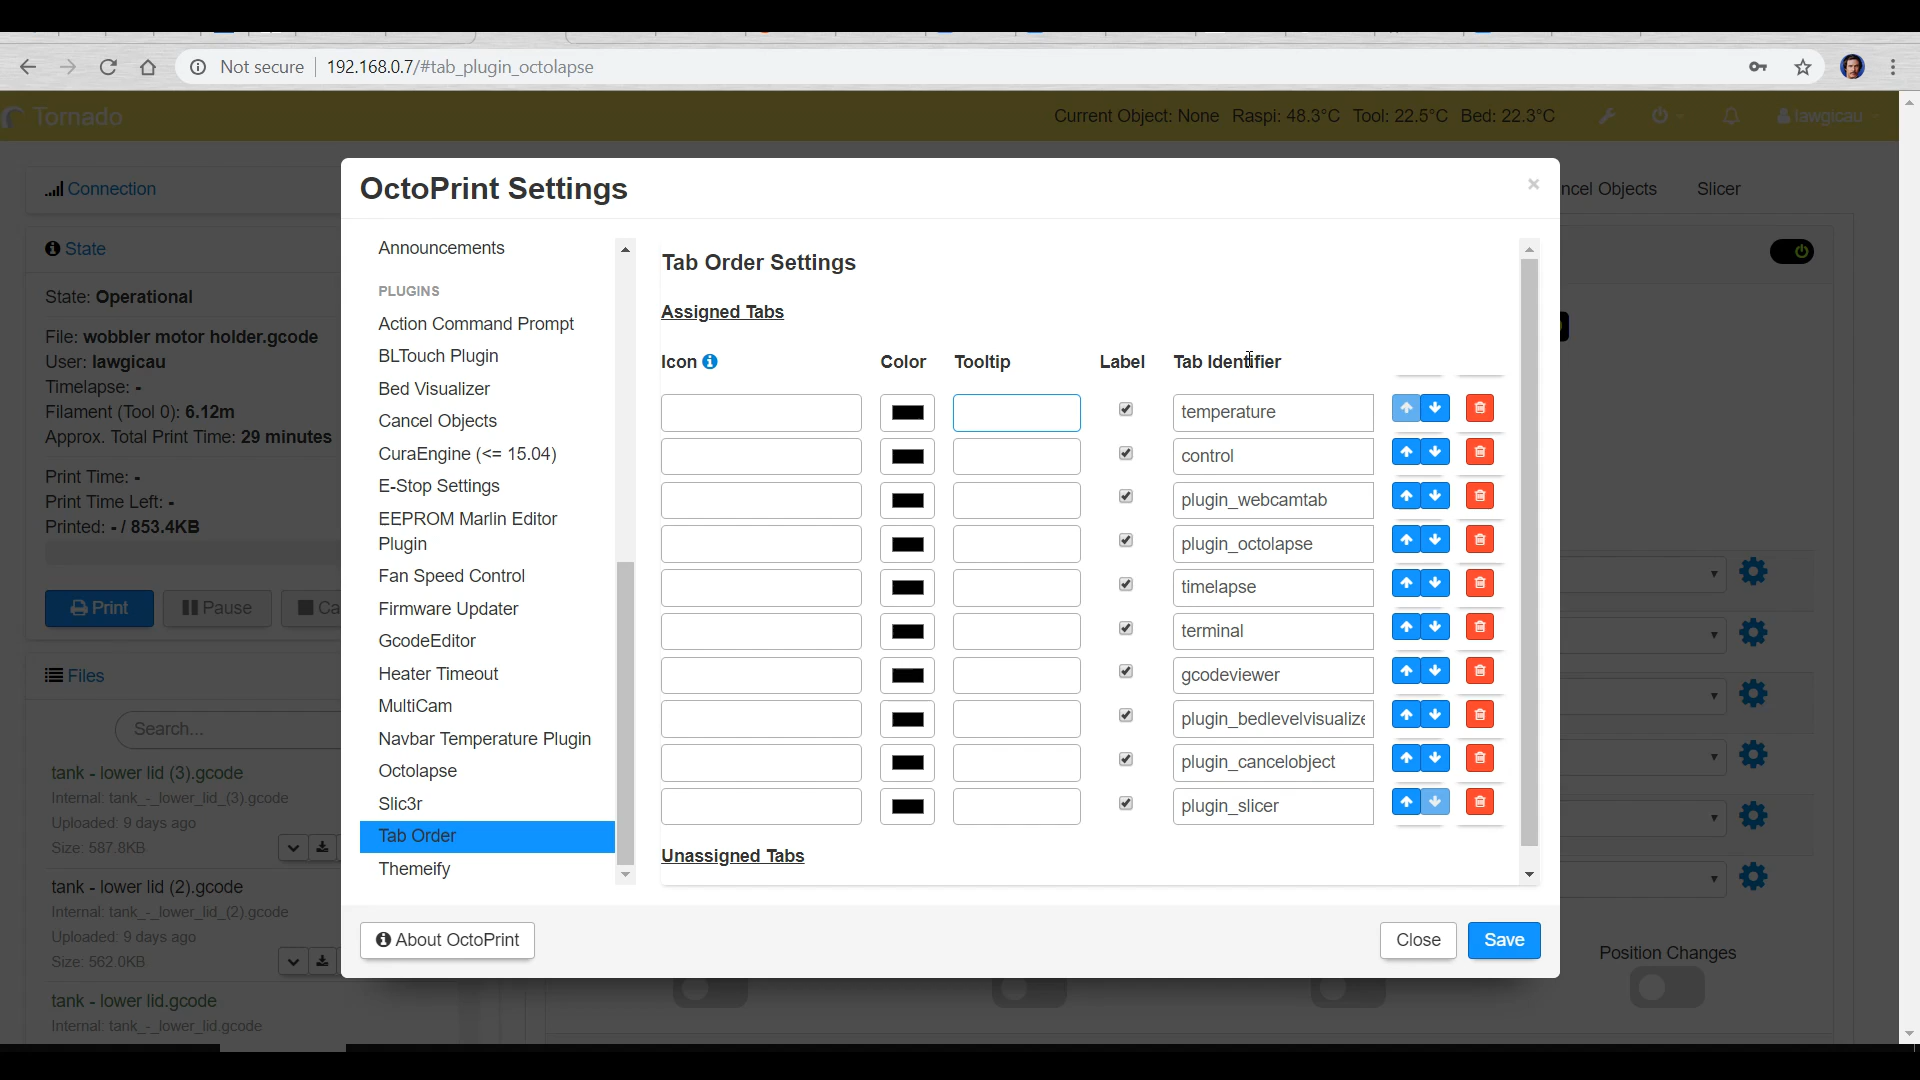 Not secure 192.168.0.7/#tab_plugin_octolapse
Tornado
Current Object: None Raspi: 48.3°C Tool: 22.5°C Bed: 22.3°C
lawgicau
Connection
State
State: Operational
File: wobbler motor holder.gcode
User: lawgicau
Timelapse: -
Filament (Tool 0): 6.12m
Approx. Total Print Time: 29 minutes
Print Time: -
Print Time Left: -
Printed: - / 853.4KB
Print
Pause
Ca
Files
Search...
tank - lower lid (3).gcode
Internal: tank_-_lower_lid_(3).gcode
Uploaded: 9 days ago
Size: 587.8KB
tank - lower lid (2).gcode
Internal: tank_-_lower_lid_(2).gcode
Uploaded: 9 days ago
Size: 562.0KB
tank - lower lid.gcode
Internal: tank_-_lower_lid.gcode
OctoPrint Settings
×
Announcements
PLUGINS
Action Command Prompt
BLTouch Plugin
Bed Visualizer
Cancel Objects
CuraEngine (<= 15.04)
E-Stop Settings
EEPROM Marlin Editor
Plugin
Fan Speed Control
Firmware Updater
GcodeEditor
Heater Timeout
MultiCam
Navbar Temperature Plugin
Octolapse
Slic3r
Tab Order
Themeify
Tab Order Settings
Assigned Tabs
Icon Color Tooltip Label Tab Identifier
temperature
control
plugin_webcamtab
plugin_octolapse
timelapse
terminal
gcodeviewer
plugin_bedlevelvisualize
plugin_cancelobject
plugin_slicer
Unassigned Tabs
About OctoPrint
Close
Save
ncel Objects
Slicer
Position Changes